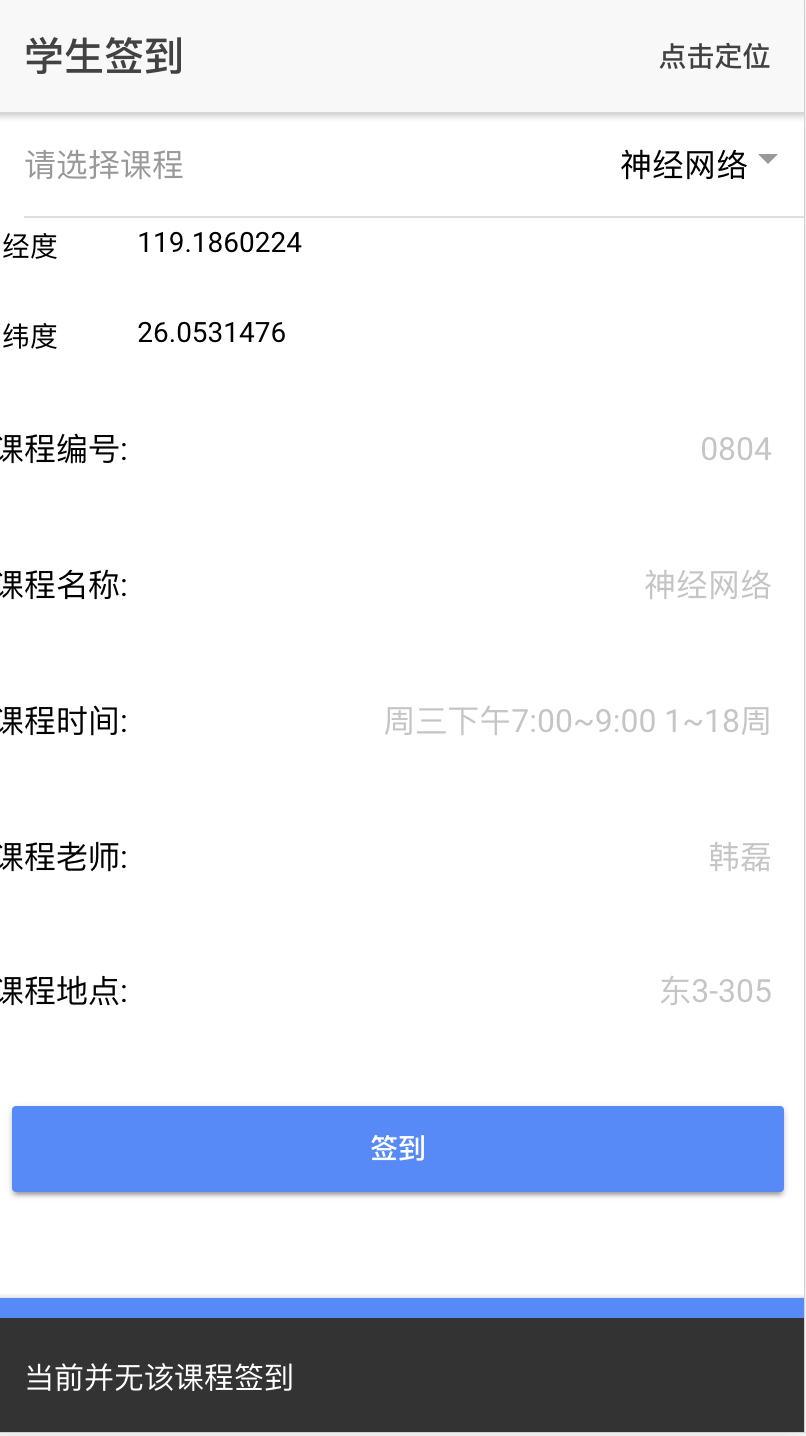 学生签到 点击定位
请选择课程 神经网络
经度 119.1860224
纬度 26.0531476
课程编号: 0804
课程名称: 神经网络
课程时间: 周三下午7:00~9:00 1~18周
课程老师: 韩磊
课程地点: 东3-305
签到
当前并无该课程签到